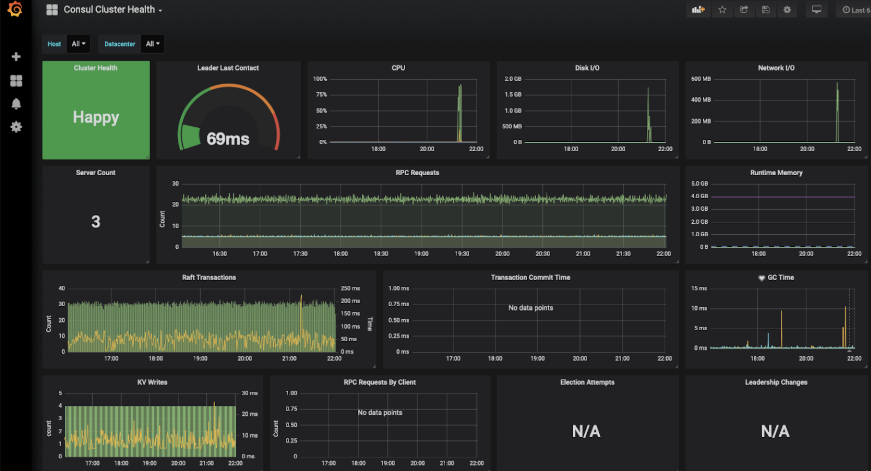 Consul Cluster Health
Last 6
Host All Datacenter All
Cluster Health
Happy
Leader Last Contact
69ms
CPU
100%
75%
50%
25%
18:00 20:00 22:00
Disk I/O
2.0 GB
1.5 GB
1.0 GB
500 MB
0 B
18:00 20:00 22:00
Network I/O
600 MB
400 MB
200 MB
0 B
18:00 20:00 22:00
Server Count
3
RPC Requests
Count
30
20
10
0
16:30 17:00 17:30 18:00 18:30 19:00 19:30 20:00 20:30 21:00 21:30 22:00
Runtime Memory
5.0 GB
4.0 GB
3.0 GB
2.0 GB
1.0 GB
0 B
18:00 20:00 22:00
Raft Transactions
Count
40
30
20
10
0
250 ms
200 ms
150 ms
100 ms
50 ms
0 ms
Time
17:00 18:00 19:00 20:00 21:00 22:00
Transaction Commit Time
1.00 ms
0.75 ms
0.50 ms
0.25 ms
0 ms
No data points
17:00 18:00 19:00 20:00 21:00 22:00
GC Time
15 ms
10 ms
5 ms
0 ms
18:00 20:00 22:00
KV Writes
count
5
4
3
2
1
0
30 ms
20 ms
10 ms
0 ms
17:00 18:00 19:00 20:00 21:00 22:00
RPC Requests By Client
Count
1.00
0.75
0.50
0.25
0
No data points
17:00 18:00 19:00 20:00 21:00 22:00
Election Attempts
N/A
Leadership Changes
N/A